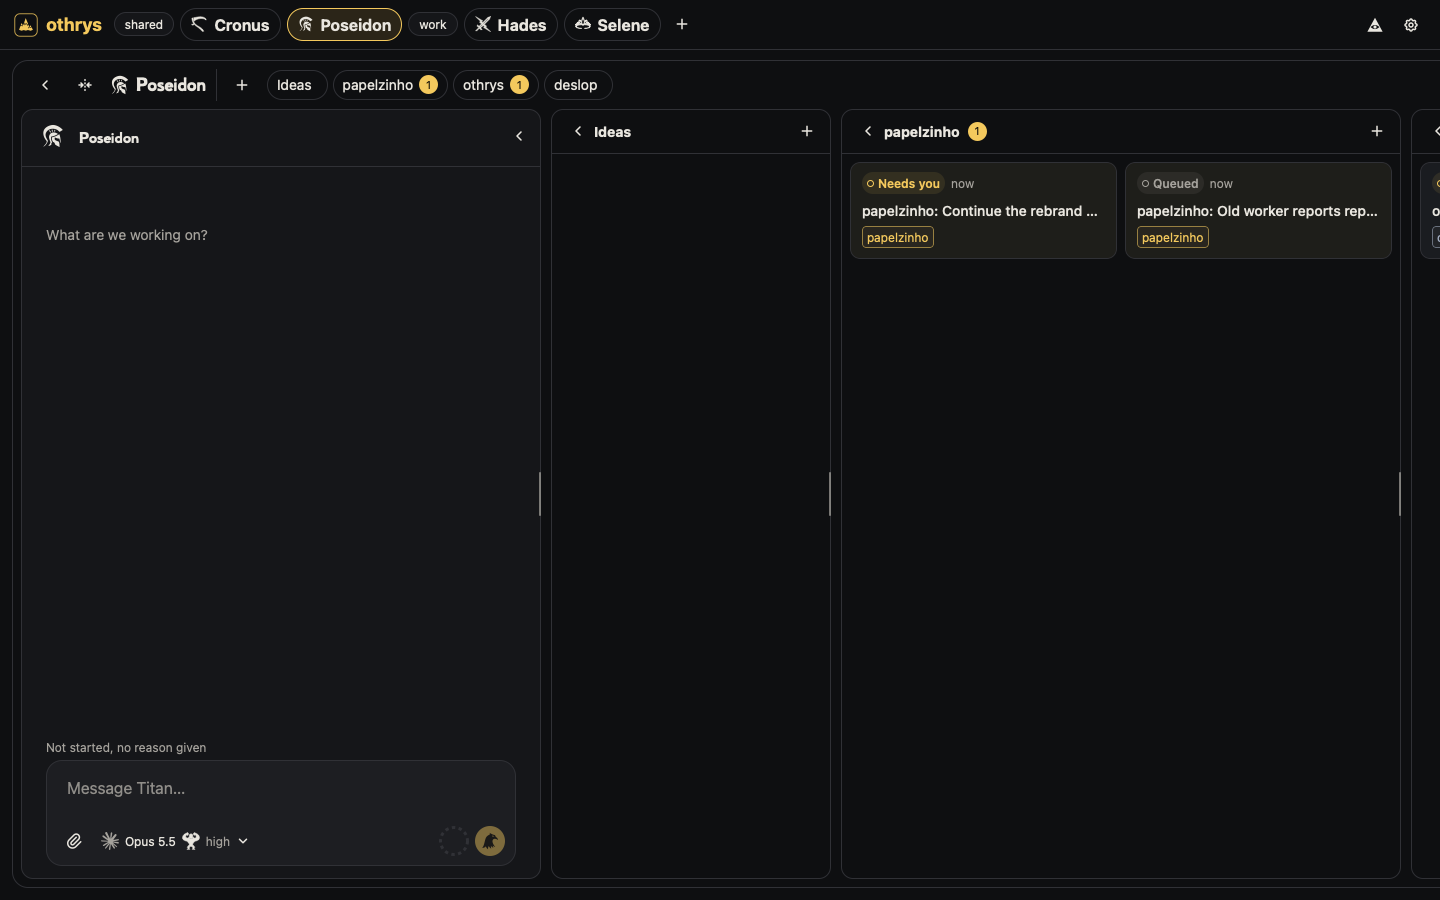 othrys shared Cronus Poseidon work Hades Selene
Poseidon Ideas papelzinho 1 othrys 1 deslop
Poseidon
Ideas
papelzinho 1
What are we working on?
Needs you now
papelzinho: Continue the rebrand ...
papelzinho
Queued now
papelzinho: Old worker reports rep...
papelzinho
Not started, no reason given
Message Titan...
Opus 5.5 high